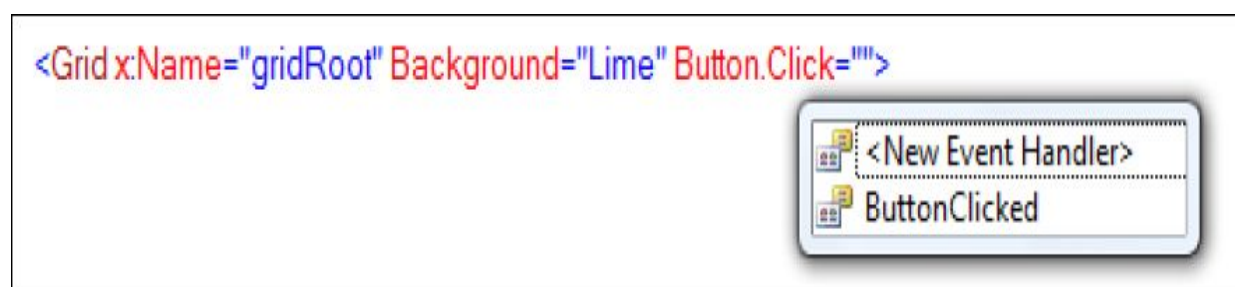 <Grid x:Name="gridRoot" Background="Lime" Button.Click="">
<New Event Handler>
ButtonClicked